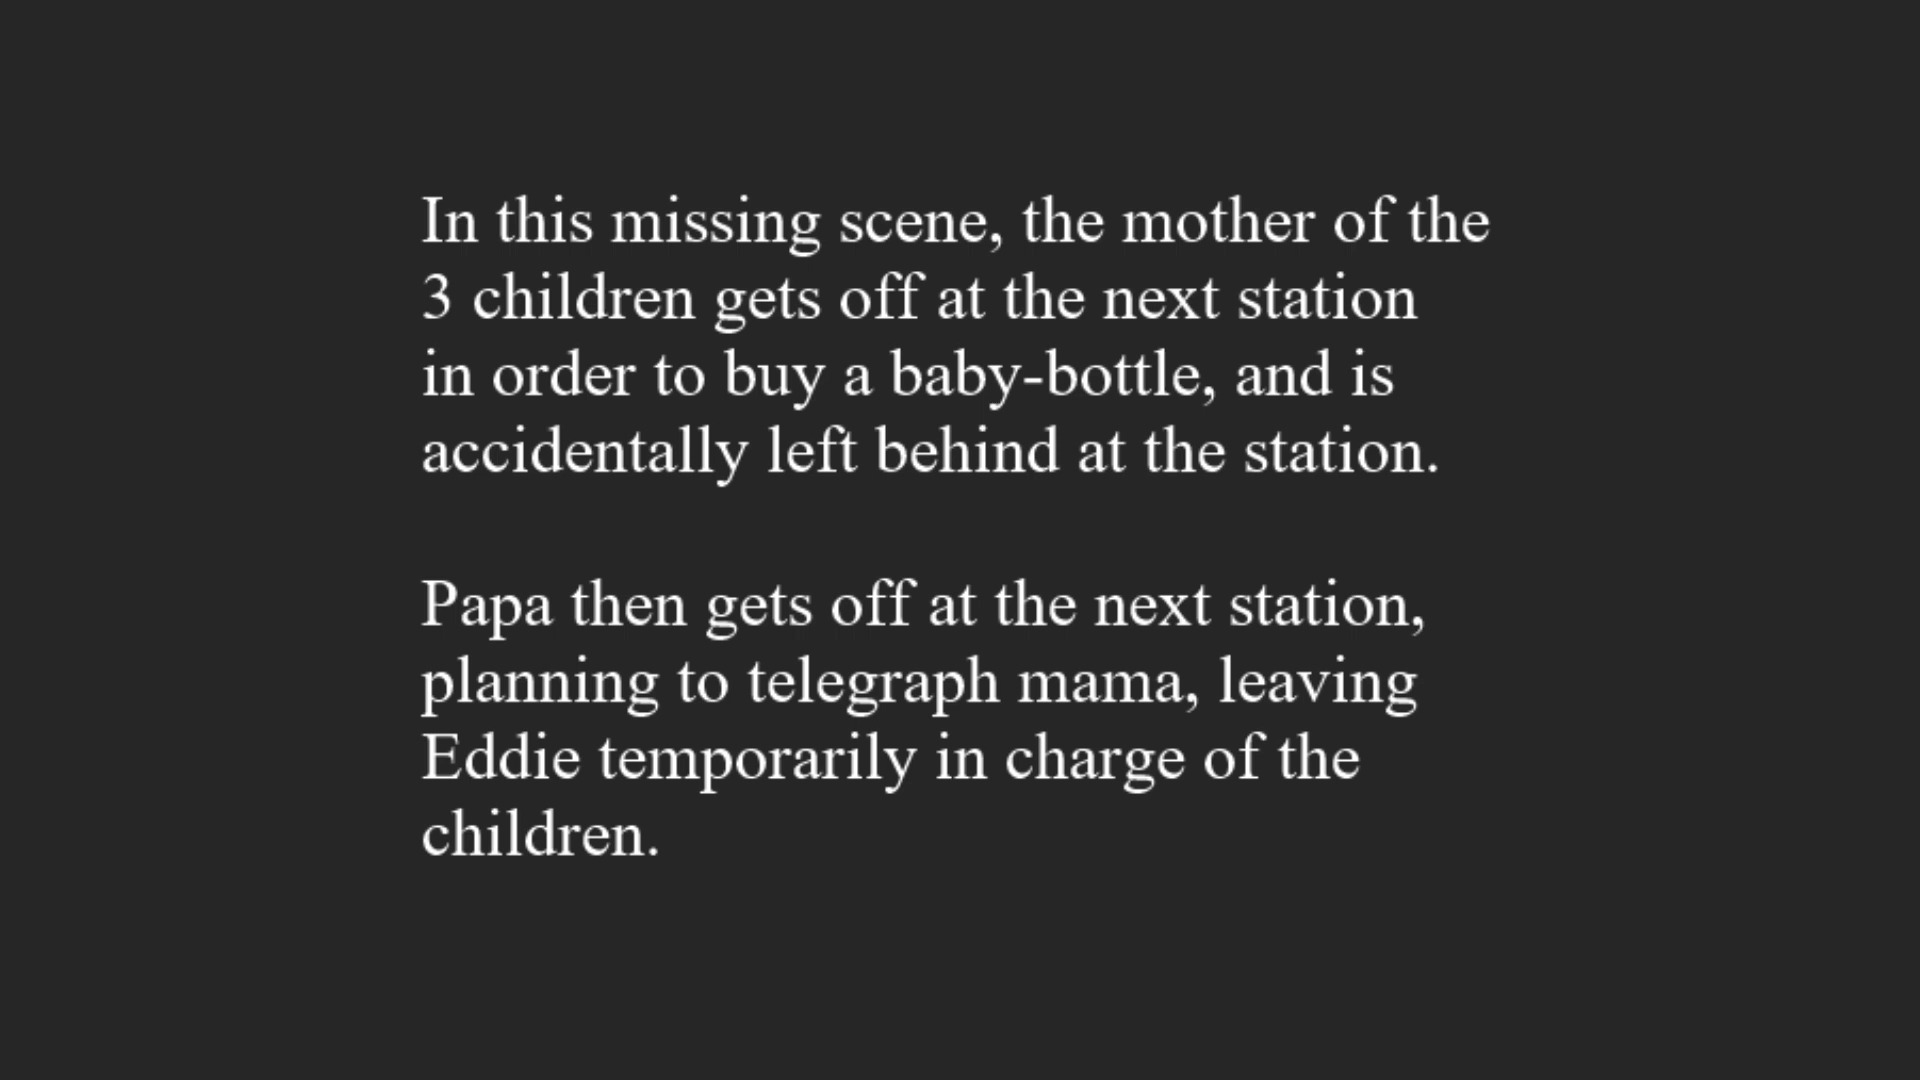 In this missing scene, the mother of the
3 children gets off at the next station
in order to buy a baby-bottle, and is
accidentally left behind at the station.
Papa then gets off at the next station,
planning to telegraph mama, leaving
Eddie temporarily in charge of the
children.